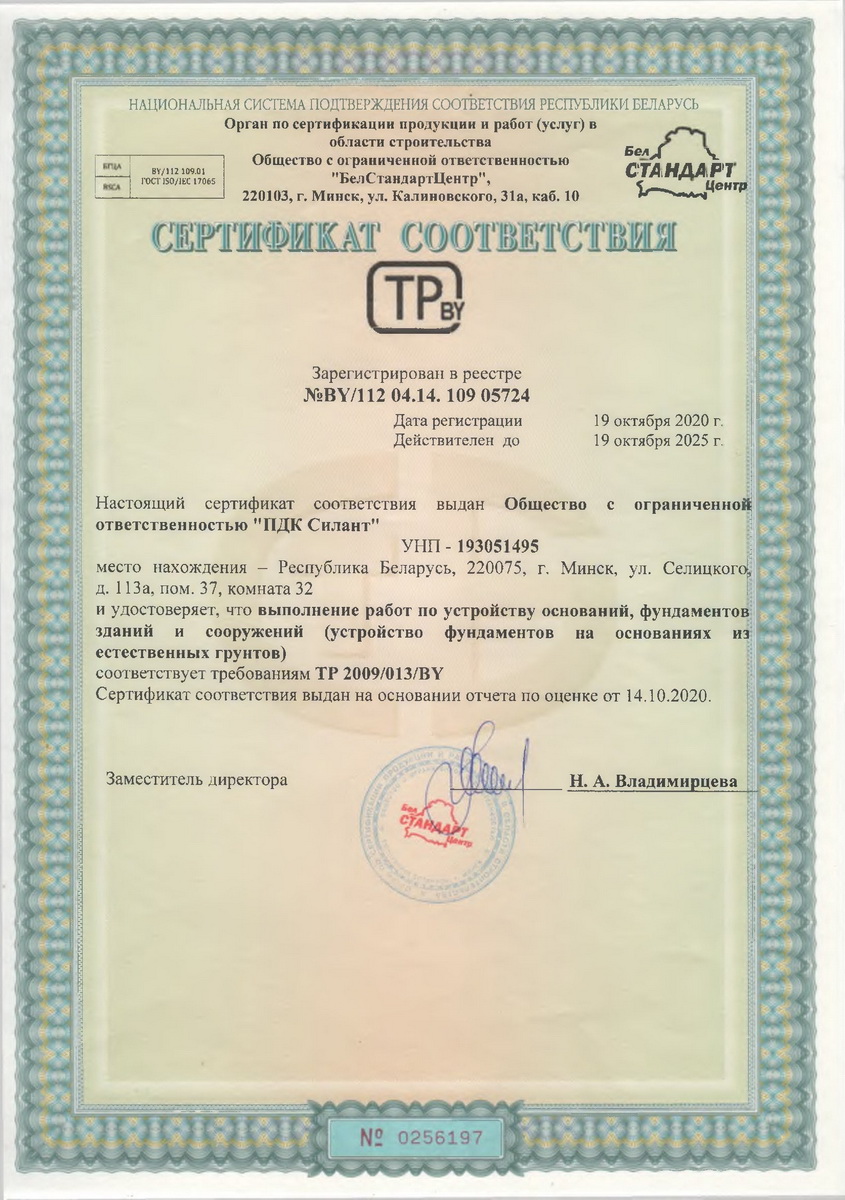 НАЦИОНАЛЬНАЯ СИСТЕМА ПОДТВЕРЖДЕНИЯ СООТВЕТСТВИЯ РЕСПУБЛИКИ БЕЛАРУСЬ
Орган по сертификации продукции и работ (услуг) в
области строительства
Общество с ограниченной ответственностью
"БелСтандартЦентр",
220103, г. Минск, ул. Калиновского, 31а, каб. 10
БГЦА
BSCA
BY/112 109.01
ГОСТ ISO/IEC 17065
Бел
СТАНДАРТ
Центр
СЕРТИФИКАТ СООТВЕТСТВИЯ
ТР BY
Зарегистрирован в реестре
№BY/112 04.14. 109 05724
Дата регистрации 19 октября 2020 г.
Действителен до 19 октября 2025 г.
Настоящий сертификат соответствия выдан Общество с ограниченной
ответственностью "ПДК Силант"
УНП - 193051495
место нахождения – Республика Беларусь, 220075, г. Минск, ул. Селицкого,
д. 113а, пом. 37, комната 32
и удостоверяет, что выполнение работ по устройству оснований, фундаментов
зданий и сооружений (устройство фундаментов на основаниях из
естественных грунтов)
соответствует требованиям ТР 2009/013/BY
Сертификат соответствия выдан на основании отчета по оценке от 14.10.2020.
Заместитель директора Н. А. Владимирцева
Бел
СТАНДАРТ
Центр
№ 0256197